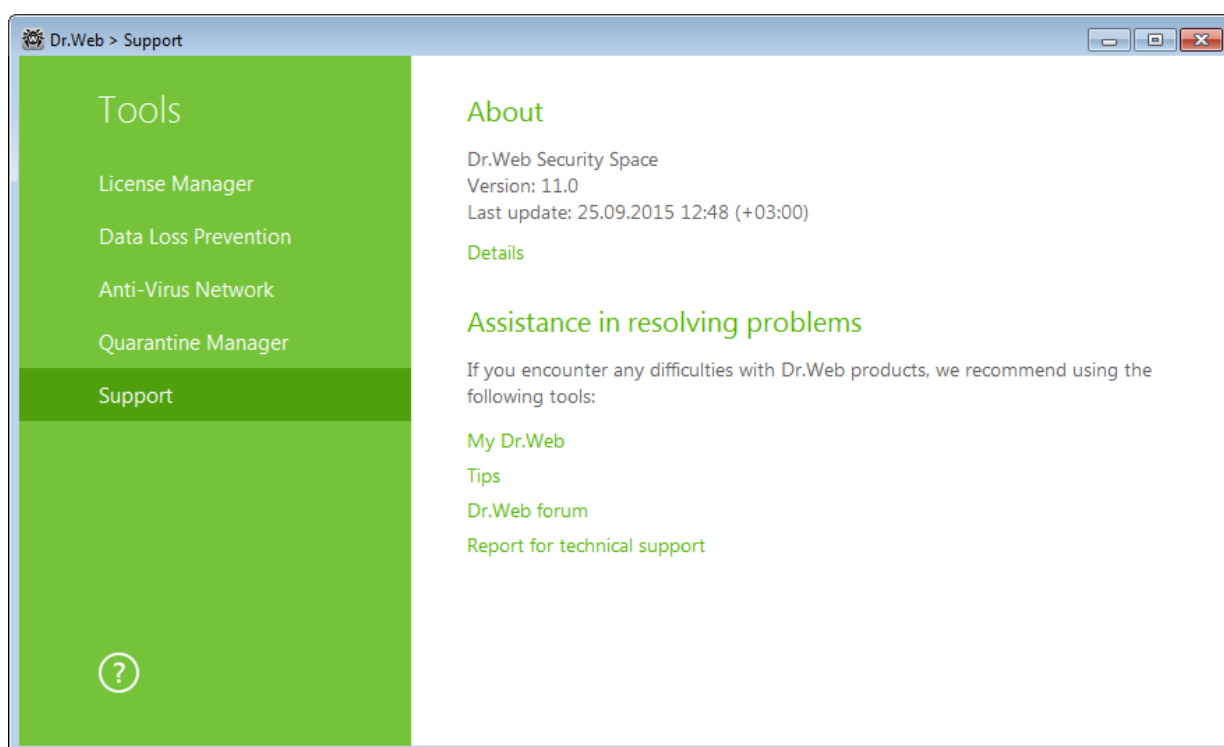 Dr.Web > Support
Tools
License Manager
Data Loss Prevention
Anti-Virus Network
Quarantine Manager
Support
?
About
Dr.Web Security Space
Version: 11.0
Last update: 25.09.2015 12:48 (+03:00)
Details
Assistance in resolving problems
If you encounter any difficulties with Dr.Web products, we recommend using the
following tools:
My Dr.Web
Tips
Dr.Web forum
Report for technical support